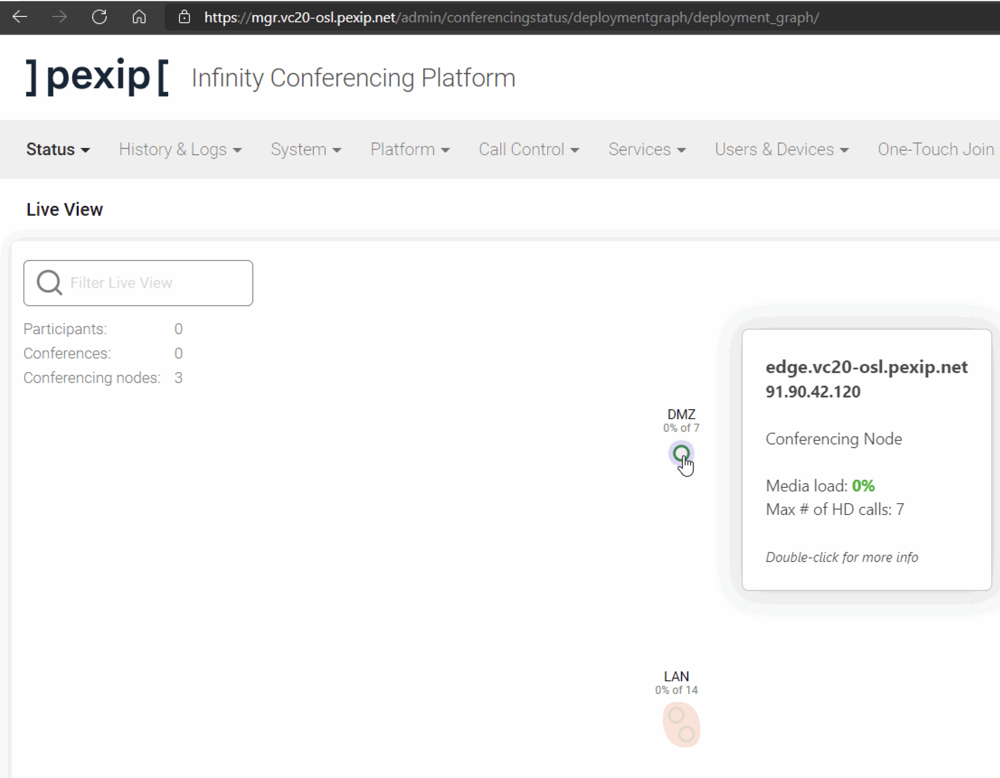 https://mgr.vc20-osl.pexip.net/admin/conferencingstatus/deploymentgraph/deployment_graph/
]pexip[ Infinity Conferencing Platform
Status History & Logs System Platform Call Control Services Users & Devices One-Touch Join
Live View
Filter Live View
Participants: 0
Conferences: 0
Conferencing nodes: 3
DMZ
0% of 7
edge.vc20-osl.pexip.net
91.90.42.120
Conferencing Node
Media load: 0%
Max # of HD calls: 7
Double-click for more info
LAN
0% of 14